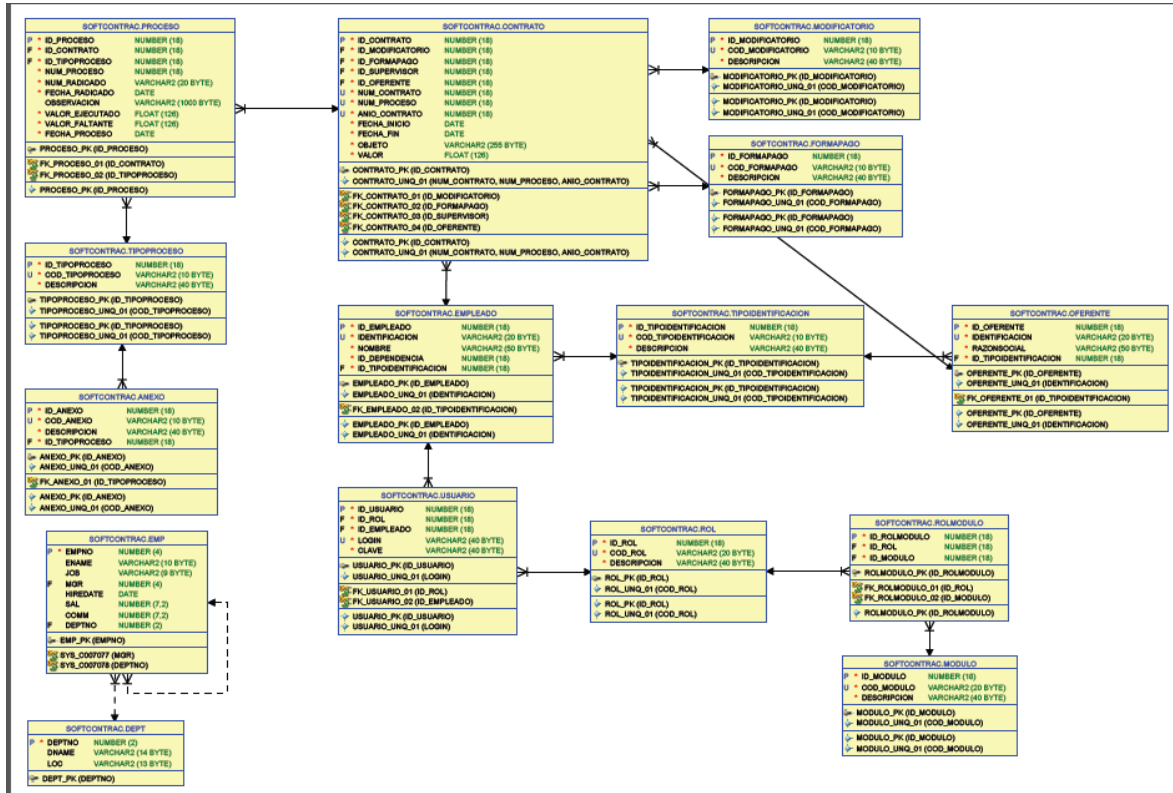 SOFTCONTRAC.PROCESO
P * ID_PROCESO NUMBER (18)
F * ID_CONTRATO NUMBER (18)
F * ID_TIPOPROCESO NUMBER (18)
* NUM_PROCESO NUMBER (18)
* NUM_RADICADO VARCHAR2 (20 BYTE)
* FECHA_RADICADO DATE
OBSERVACION VARCHAR2 (1000 BYTE)
* VALOR_EJECUTADO FLOAT (126)
* VALOR_FALTANTE FLOAT (126)
* FECHA_PROCESO DATE
PROCESO_PK (ID_PROCESO)
FK_PROCESO_01 (ID_CONTRATO)
FK_PROCESO_02 (ID_TIPOPROCESO)
PROCESO_PK (ID_PROCESO)
SOFTCONTRAC.CONTRATO
P * ID_CONTRATO NUMBER (18)
F * ID_MODIFICATORIO NUMBER (18)
F * ID_FORMAPAGO NUMBER (18)
F * ID_SUPERVISOR NUMBER (18)
F * ID_OFERENTE NUMBER (18)
U * NUM_CONTRATO NUMBER (18)
U * NUM_PROCESO NUMBER (18)
U * ANIO_CONTRATO NUMBER (18)
* FECHA_INICIO DATE
* FECHA_FIN DATE
* OBJETO VARCHAR2 (255 BYTE)
* VALOR FLOAT (126)
CONTRATO_PK (ID_CONTRATO)
CONTRATO_UNQ_01 (NUM_CONTRATO, NUM_PROCESO, ANIO_CONTRATO)
FK_CONTRATO_01 (ID_MODIFICATORIO)
FK_CONTRATO_02 (ID_FORMAPAGO)
FK_CONTRATO_03 (ID_SUPERVISOR)
FK_CONTRATO_04 (ID_OFERENTE)
CONTRATO_PK (ID_CONTRATO)
CONTRATO_UNQ_01 (NUM_CONTRATO, NUM_PROCESO, ANIO_CONTRATO)
SOFTCONTRAC.MODIFICATORIO
P * ID_MODIFICATORIO NUMBER (18)
U * COD_MODIFICATORIO VARCHAR2 (10 BYTE)
* DESCRIPCION VARCHAR2 (40 BYTE)
MODIFICATORIO_PK (ID_MODIFICATORIO)
MODIFICATORIO_UNQ_01 (COD_MODIFICATORIO)
MODIFICATORIO_PK (ID_MODIFICATORIO)
MODIFICATORIO_UNQ_01 (COD_MODIFICATORIO)
SOFTCONTRAC.FORMAPAGO
P * ID_FORMAPAGO NUMBER (18)
U * COD_FORMAPAGO VARCHAR2 (10 BYTE)
* DESCRIPCION VARCHAR2 (40 BYTE)
FORMAPAGO_PK (ID_FORMAPAGO)
FORMAPAGO_UNQ_01 (COD_FORMAPAGO)
FORMAPAGO_PK (ID_FORMAPAGO)
FORMAPAGO_UNQ_01 (COD_FORMAPAGO)
SOFTCONTRAC.TIPOPROCESO
P * ID_TIPOPROCESO NUMBER (18)
U * COD_TIPOPROCESO VARCHAR2 (10 BYTE)
* DESCRIPCION VARCHAR2 (40 BYTE)
TIPOPROCESO_PK (ID_TIPOPROCESO)
TIPOPROCESO_UNQ_01 (COD_TIPOPROCESO)
TIPOPROCESO_PK (ID_TIPOPROCESO)
TIPOPROCESO_UNQ_01 (COD_TIPOPROCESO)
SOFTCONTRAC.EMPLEADO
P * ID_EMPLEADO NUMBER (18)
U * IDENTIFICACION VARCHAR2 (20 BYTE)
* NOMBRE VARCHAR2 (50 BYTE)
* ID_DEPENDENCIA NUMBER (18)
F * ID_TIPOIDENTIFICACION NUMBER (18)
EMPLEADO_PK (ID_EMPLEADO)
EMPLEADO_UNQ_01 (IDENTIFICACION)
FK_EMPLEADO_02 (ID_TIPOIDENTIFICACION)
EMPLEADO_PK (ID_EMPLEADO)
EMPLEADO_UNQ_01 (IDENTIFICACION)
SOFTCONTRAC.TIPOIDENTIFICACION
P * ID_TIPOIDENTIFICACION NUMBER (18)
U * COD_TIPOIDENTIFICACION VARCHAR2 (10 BYTE)
* DESCRIPCION VARCHAR2 (40 BYTE)
TIPOIDENTIFICACION_PK (ID_TIPOIDENTIFICACION)
TIPOIDENTIFICACION_UNQ_01 (COD_TIPOIDENTIFICACION)
TIPOIDENTIFICACION_PK (ID_TIPOIDENTIFICACION)
TIPOIDENTIFICACION_UNQ_01 (COD_TIPOIDENTIFICACION)
SOFTCONTRAC.OFERENTE
P * ID_OFERENTE NUMBER (18)
U * IDENTIFICACION VARCHAR2 (20 BYTE)
* RAZONSOCIAL VARCHAR2 (50 BYTE)
F * ID_TIPOIDENTIFICACION NUMBER (18)
OFERENTE_PK (ID_OFERENTE)
OFERENTE_UNQ_01 (IDENTIFICACION)
FK_OFERENTE_01 (ID_TIPOIDENTIFICACION)
OFERENTE_PK (ID_OFERENTE)
OFERENTE_UNQ_01 (IDENTIFICACION)
SOFTCONTRAC.ANEXO
P * ID_ANEXO NUMBER (18)
U * COD_ANEXO VARCHAR2 (10 BYTE)
* DESCRIPCION VARCHAR2 (40 BYTE)
F * ID_TIPOPROCESO NUMBER (18)
ANEXO_PK (ID_ANEXO)
ANEXO_UNQ_01 (COD_ANEXO)
FK_ANEXO_01 (ID_TIPOPROCESO)
ANEXO_PK (ID_ANEXO)
ANEXO_UNQ_01 (COD_ANEXO)
SOFTCONTRAC.USUARIO
P * ID_USUARIO NUMBER (18)
F * ID_ROL NUMBER (18)
F * ID_EMPLEADO NUMBER (18)
U * LOGIN VARCHAR2 (40 BYTE)
* CLAVE VARCHAR2 (40 BYTE)
USUARIO_PK (ID_USUARIO)
USUARIO_UNQ_01 (LOGIN)
FK_USUARIO_01 (ID_ROL)
FK_USUARIO_02 (ID_EMPLEADO)
USUARIO_PK (ID_USUARIO)
USUARIO_UNQ_01 (LOGIN)
SOFTCONTRAC.ROL
P * ID_ROL NUMBER (18)
U * COD_ROL VARCHAR2 (20 BYTE)
* DESCRIPCION VARCHAR2 (40 BYTE)
ROL_PK (ID_ROL)
ROL_UNQ_01 (COD_ROL)
ROL_PK (ID_ROL)
ROL_UNQ_01 (COD_ROL)
SOFTCONTRAC.ROLMODULO
P * ID_ROLMODULO NUMBER (18)
F * ID_ROL NUMBER (18)
F * ID_MODULO NUMBER (18)
ROLMODULO_PK (ID_ROLMODULO)
FK_ROLMODULO_01 (ID_ROL)
FK_ROLMODULO_02 (ID_MODULO)
ROLMODULO_PK (ID_ROLMODULO)
SOFTCONTRAC.EMP
P * EMPNO NUMBER (4)
ENAME VARCHAR2 (10 BYTE)
JOB VARCHAR2 (9 BYTE)
F MGR NUMBER (4)
HIREDATE DATE
SAL NUMBER (7,2)
COMM NUMBER (7,2)
F DEPTNO NUMBER (2)
EMP_PK (EMPNO)
SYS_C007077 (MGR)
SYS_C007078 (DEPTNO)
SOFTCONTRAC.MODULO
P * ID_MODULO NUMBER (18)
U * COD_MODULO VARCHAR2 (20 BYTE)
* DESCRIPCION VARCHAR2 (40 BYTE)
MODULO_PK (ID_MODULO)
MODULO_UNQ_01 (COD_MODULO)
MODULO_PK (ID_MODULO)
MODULO_UNQ_01 (COD_MODULO)
SOFTCONTRAC.DEPT
P * DEPTNO NUMBER (2)
DNAME VARCHAR2 (14 BYTE)
LOC VARCHAR2 (13 BYTE)
DEPT_PK (DEPTNO)